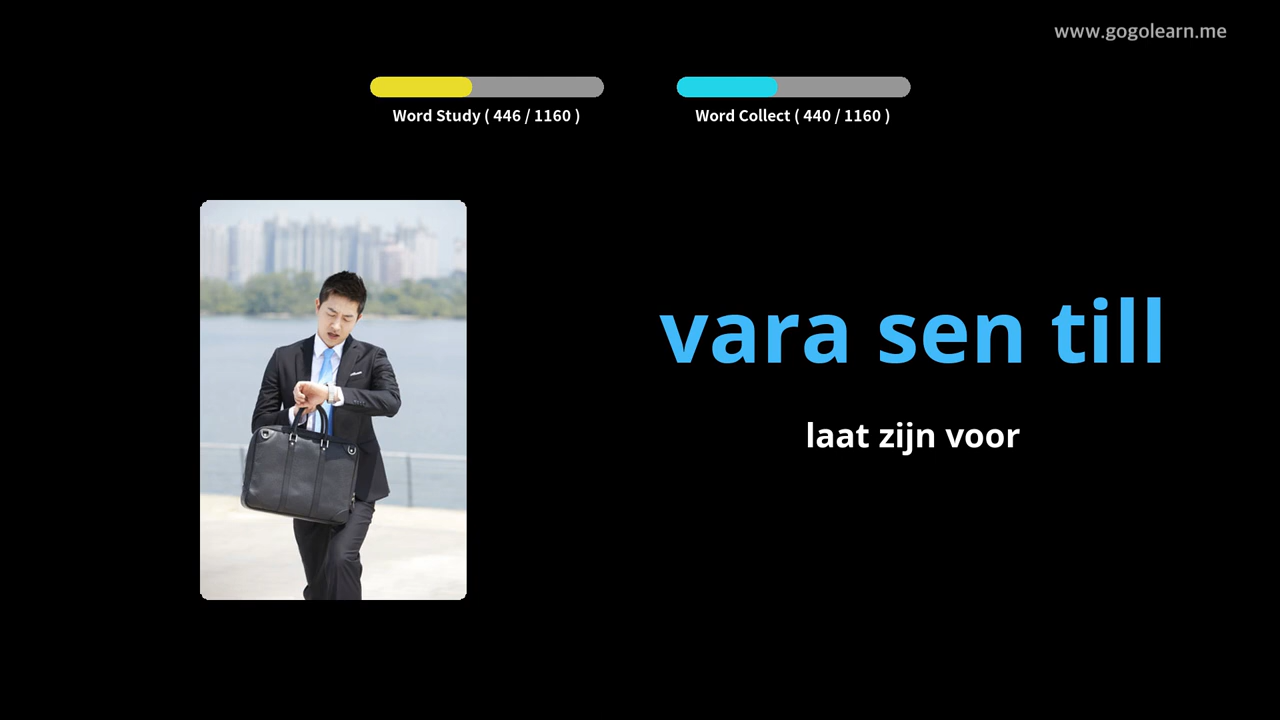 www.gogolearn.me
Word Study ( 446 / 1160 )
Word Collect ( 440 / 1160 )
vara sen till
laat zijn voor